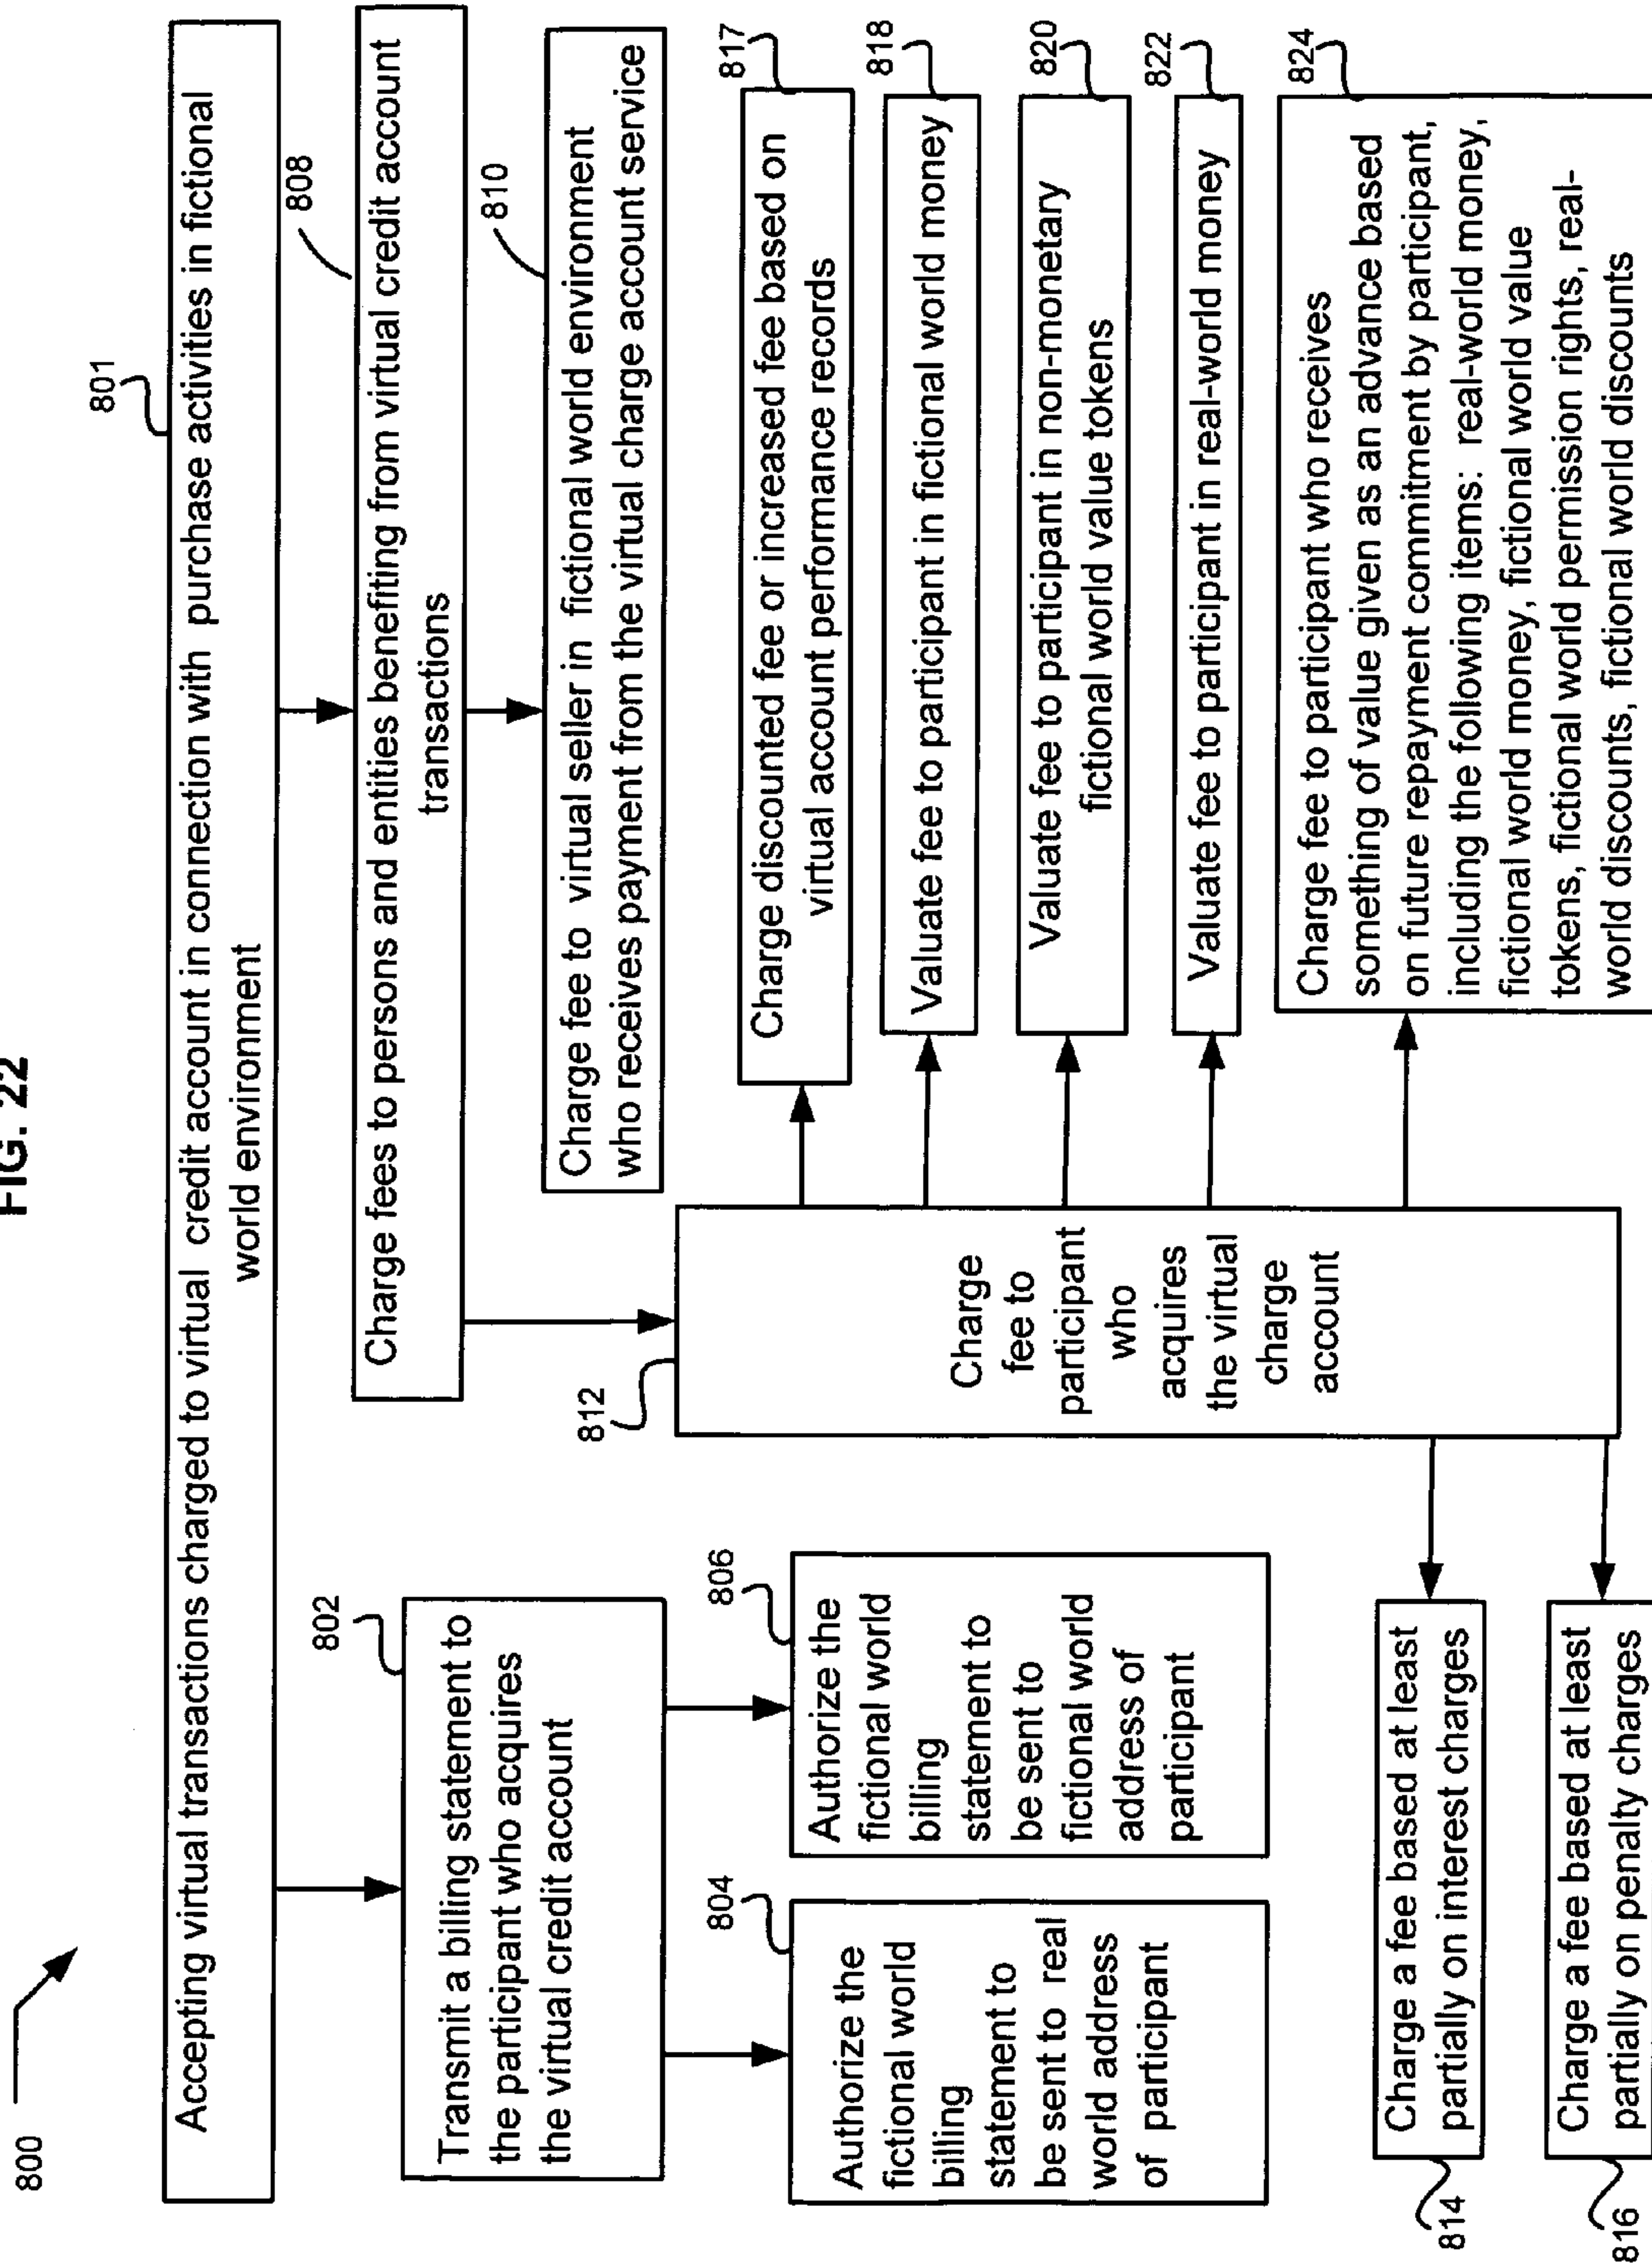 FIG. 22
800
801
Accepting virtual transactions charged to virtual credit account in connection with purchase activities in fictional
world environment
802
Transmit a billing statement to
the participant who acquires
the virtual credit account
804
Authorize the
fictional world
billing
statement to
be sent to real
world address
of participant
806
Authorize the
fictional world
billing
statement to
be sent to
fictional world
address of
participant
808
Charge fees to persons and entities benefiting from virtual credit account
transactions
810
Charge fee to virtual seller in fictional world environment
who receives payment from the virtual charge account service
812
Charge
fee to
participant
who
acquires
the virtual
charge
account
814
Charge a fee based at least
partially on interest charges
816
Charge a fee based at least
partially on penalty charges
817
Charge discounted fee or increased fee based on
virtual account performance records
818
Valuate fee to participant in fictional world money
820
Valuate fee to participant in non-monetary
fictional world value tokens
822
Valuate fee to participant in real-world money
824
Charge fee to participant who receives
something of value given as an advance based
on future repayment commitment by participant,
including the following items: real-world money,
fictional world money, fictional world value
tokens, fictional world permission rights, real-
world discounts, fictional world discounts